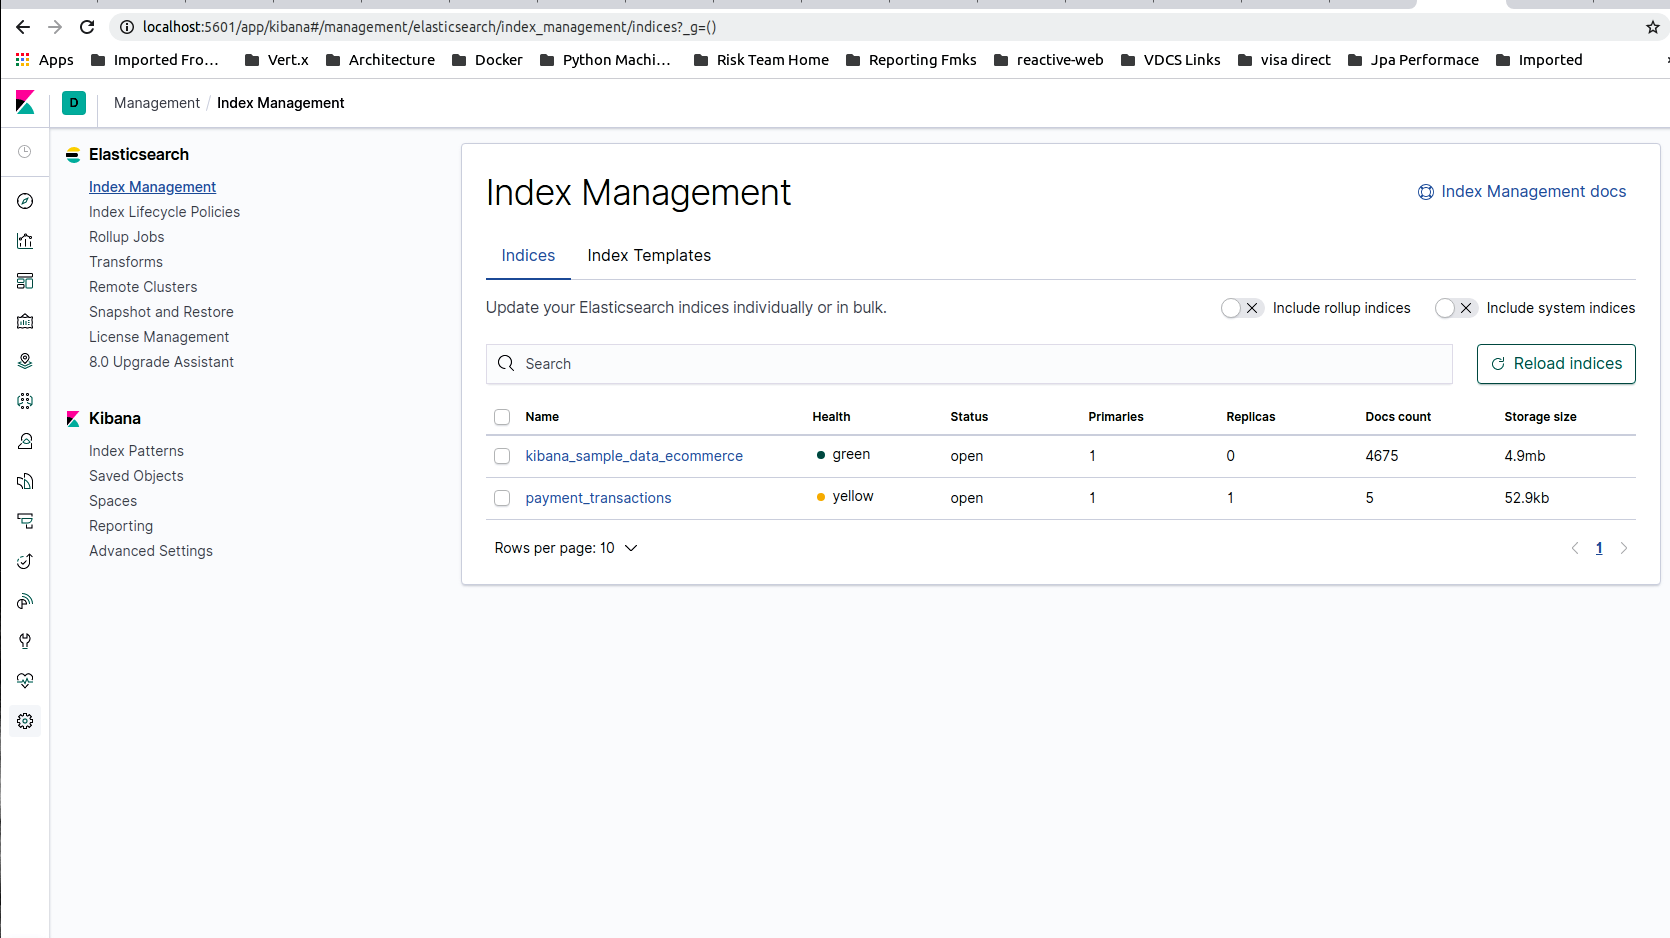 localhost:5601/app/kibana#/management/elasticsearch/index_management/indices?_g=()
Apps Imported Fro... Vert.x Architecture Docker Python Machi... Risk Team Home Reporting Fmks reactive-web VDCS Links visa direct Jpa Performace Imported
D Management / Index Management
Elasticsearch
Index Management
Index Lifecycle Policies
Rollup Jobs
Transforms
Remote Clusters
Snapshot and Restore
License Management
8.0 Upgrade Assistant
Kibana
Index Patterns
Saved Objects
Spaces
Reporting
Advanced Settings
Index Management
Index Management docs
Indices Index Templates
Update your Elasticsearch indices individually or in bulk.
Include rollup indices Include system indices
Search
Reload indices
Name Health Status Primaries Replicas Docs count Storage size
kibana_sample_data_ecommerce green open 1 0 4675 4.9mb
payment_transactions yellow open 1 1 5 52.9kb
Rows per page: 10
1